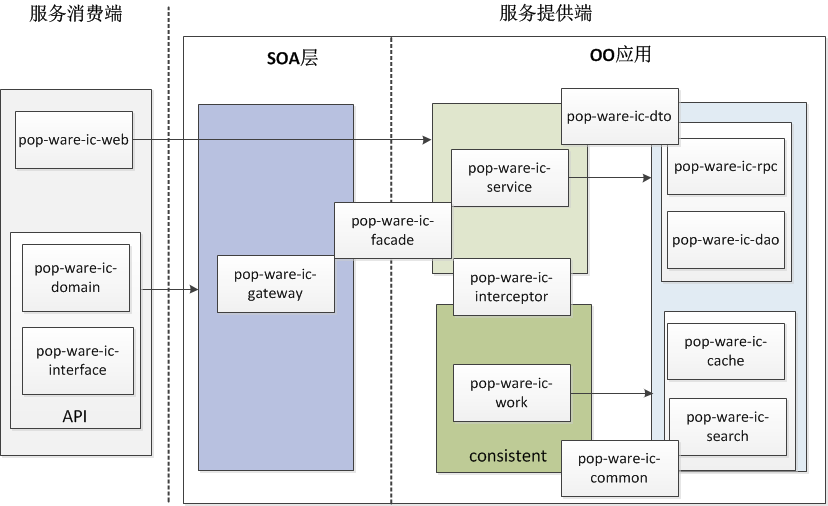 服务消费端
服务提供端
SOA层
OO应用
pop-ware-ic-web
pop-ware-ic-
domain
pop-ware-ic-
interface
API
pop-ware-ic-
gateway
pop-ware-ic-
facade
pop-ware-ic-
service
pop-ware-ic-
interceptor
pop-ware-ic-
work
consistent
pop-ware-ic-dto
pop-ware-ic-rpc
pop-ware-ic-dao
pop-ware-ic-
cache
pop-ware-ic-
search
pop-ware-ic-
common